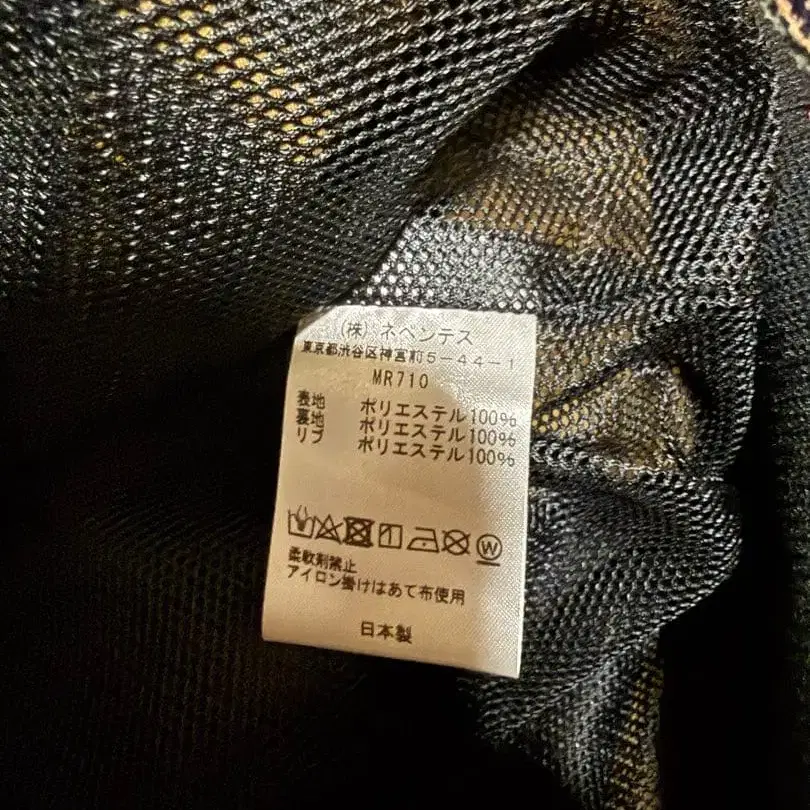 (株) ネペンテス
東京都渋谷区神宮前5-44-1
MR710
表地 ポリエステル100%
裏地 ポリエステル100%
リブ ポリエステル100%
W
柔軟剤禁止
アイロン掛けはあて布使用
日本製